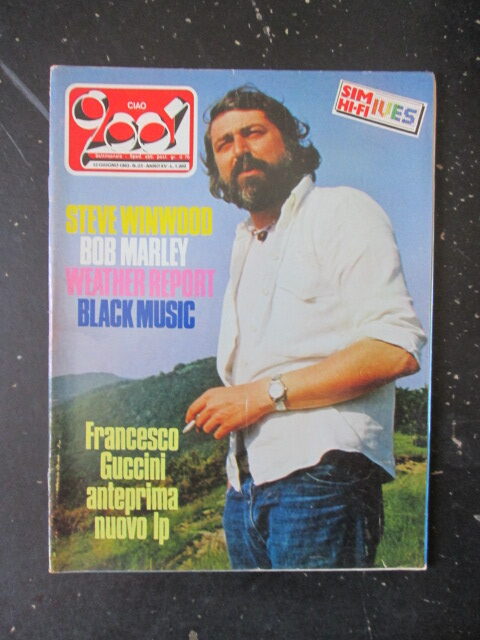 CIAO
2001
SIM
HI-FI IVES
STEVE WINWOOD
BOB MARLEY
WEATHER REPORT
BLACK MUSIC
Francesco
Guccini
anteprima
nuovo lp